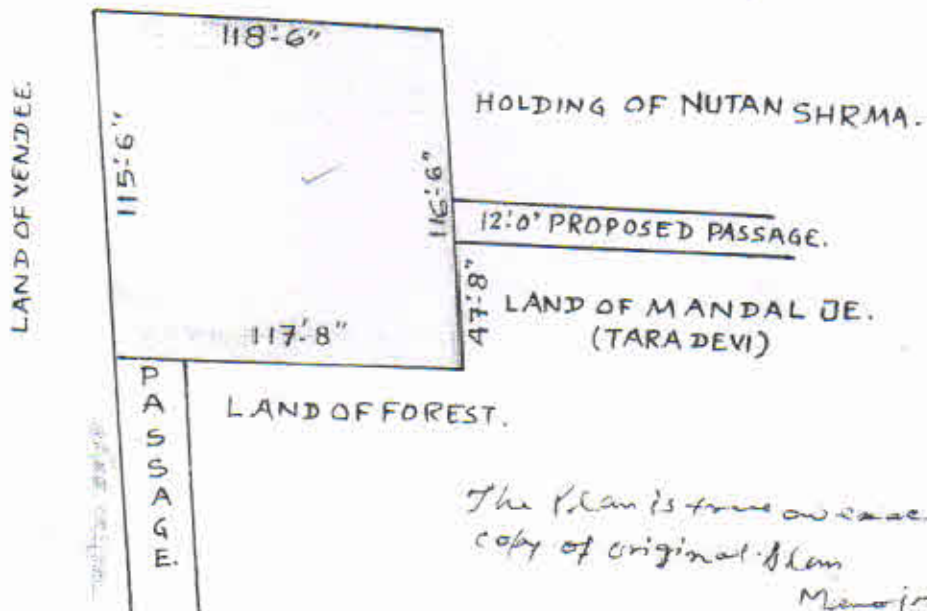 118'-6"
LAND OF VENDEE.
115'-6"
116'-6"
HOLDING OF NUTAN SHRMA.
12'.0" PROPOSED PASSAGE.
47'-8"
LAND OF MANDAL JE.
(TARA DEVI)
117'-8"
PASSAGE.
LAND OF FOREST.
The Plan is true
copy of original Plan